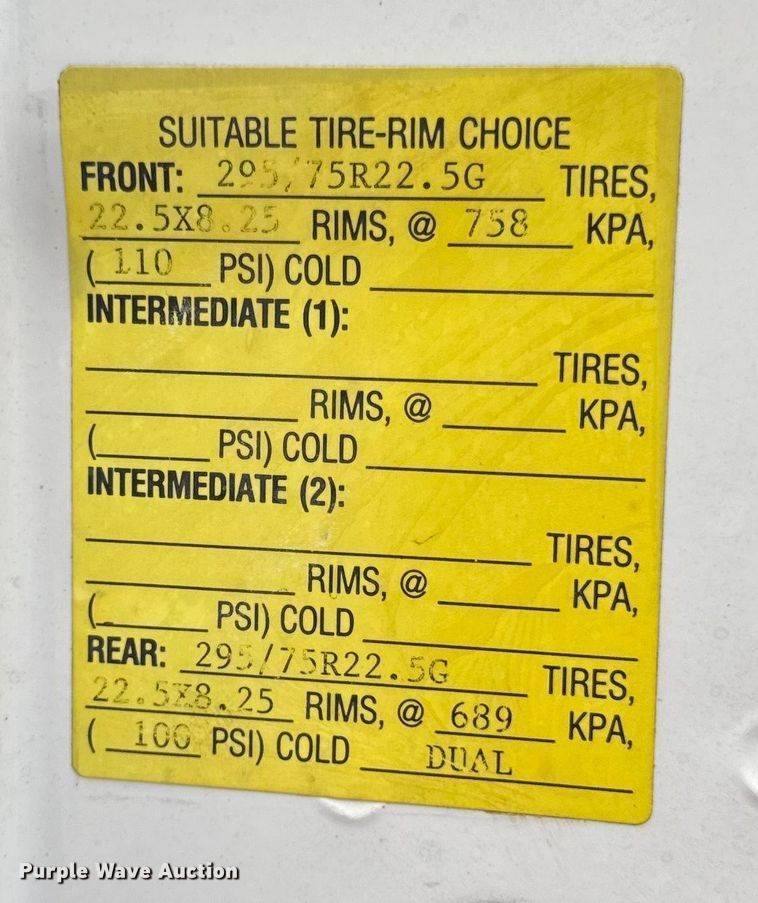 SUITABLE TIRE-RIM CHOICE
FRONT: 295/75R22.5G TIRES,
22.5X8.25 RIMS, @ 758 KPA,
( 110 PSI) COLD
INTERMEDIATE (1):
TIRES,
RIMS, @ KPA,
( PSI) COLD
INTERMEDIATE (2):
TIRES,
RIMS, @ KPA,
( PSI) COLD
REAR: 295/75R22.5G TIRES,
22.5X8.25 RIMS, @ 689 KPA,
( 100 PSI) COLD DUAL
Purple Wave Auction